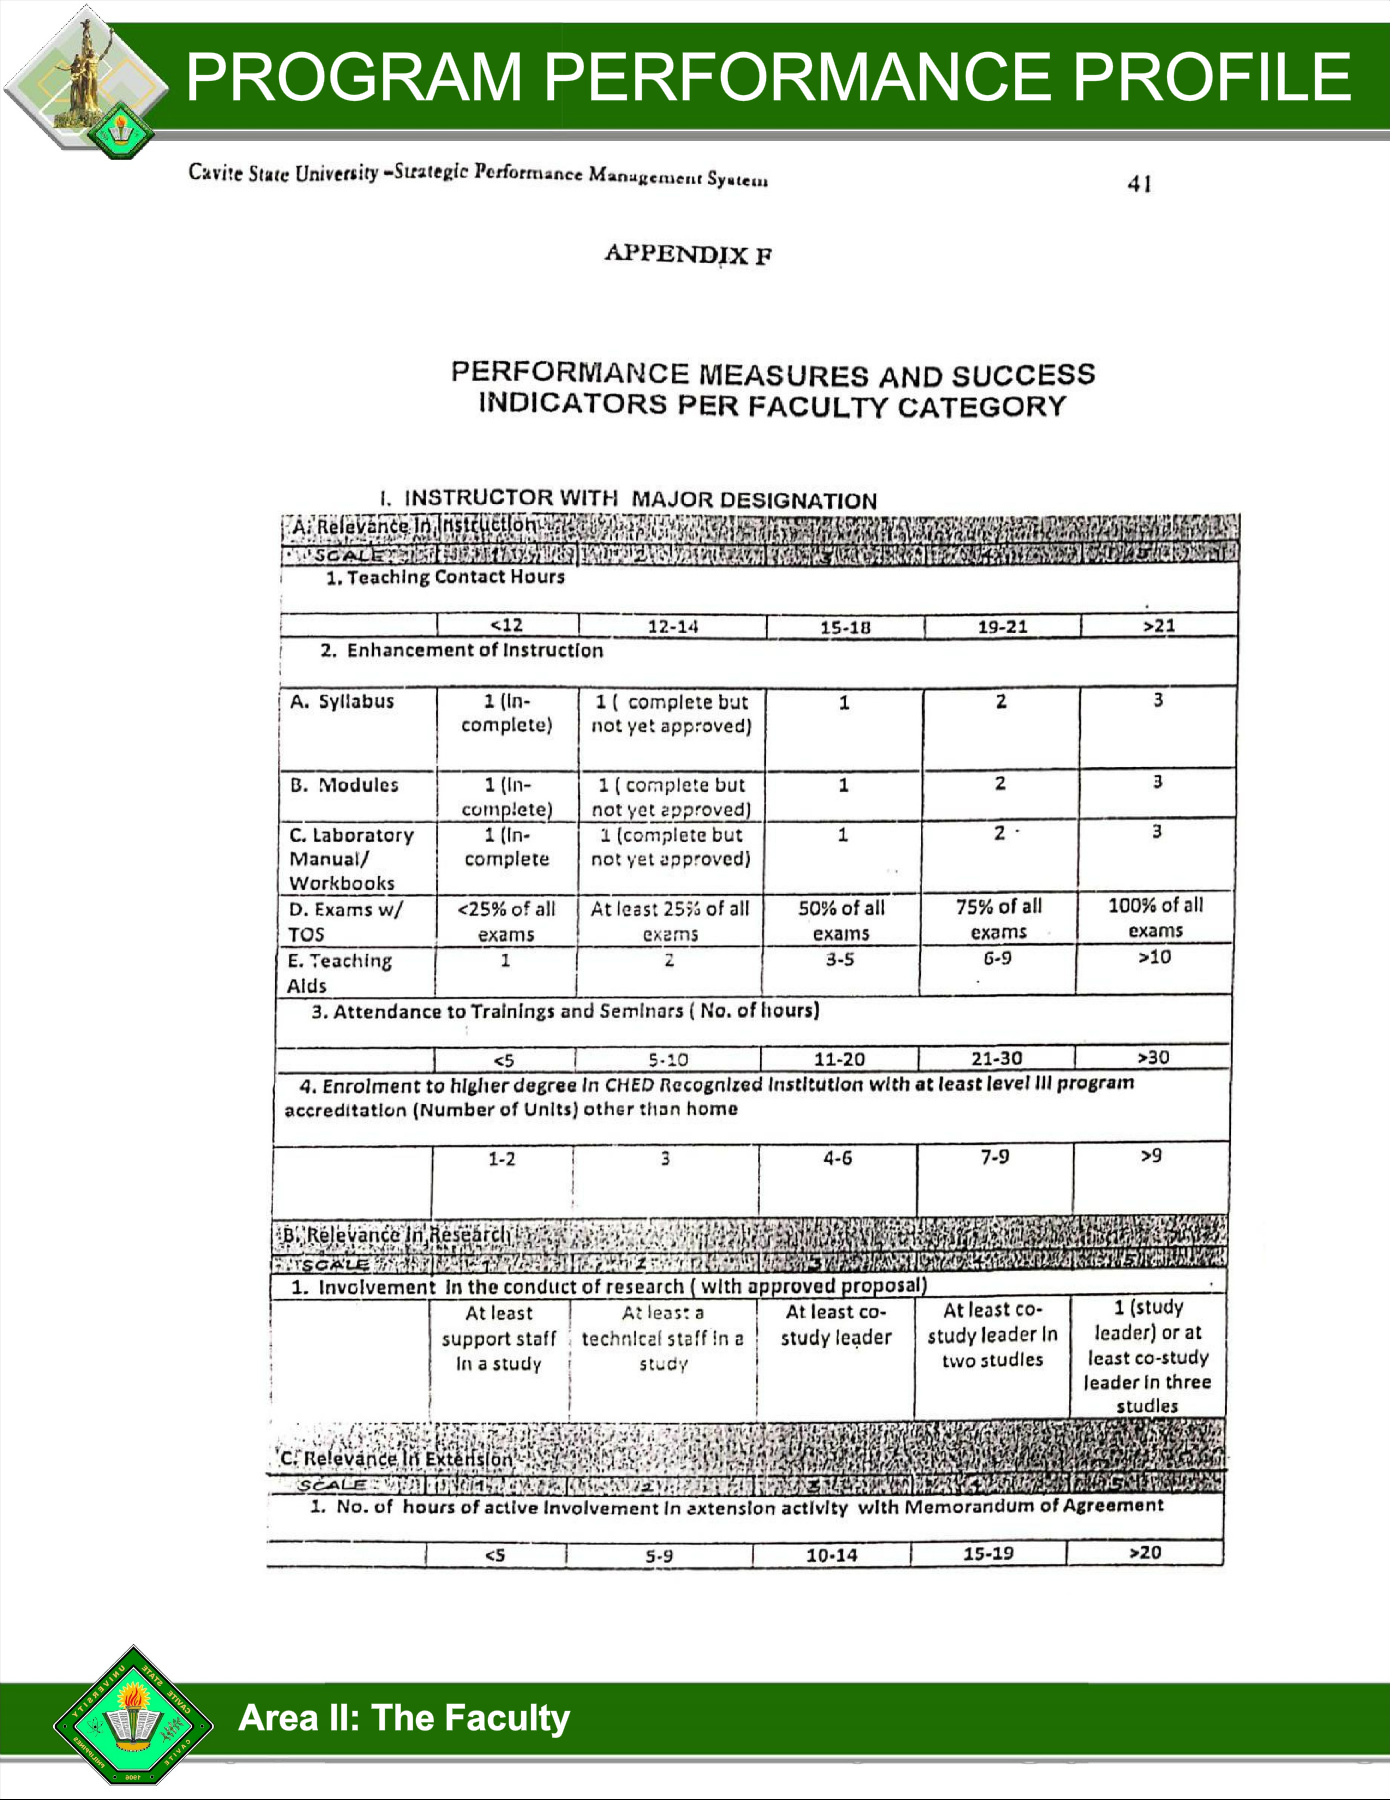 PROGRAM PERFORMANCE PROFILE
Cavite State University –Strategic Performance Management System
41
APPENDIX F
PERFORMANCE MEASURES AND SUCCESS
INDICATORS PER FACULTY CATEGORY
I. INSTRUCTOR WITH MAJOR DESIGNATION
A. Relevance In Instruction
SCALE 1 2 3 4 5
1. Teaching Contact Hours
<12 12-14 15-18 19-21 >21
2. Enhancement of Instruction
A. Syllabus 1 (In- 1 ( complete but 1 2 3
complete) not yet approved)
B. Modules 1 (In- 1 ( complete but 1 2 3
complete) not yet approved)
C. Laboratory 1 (In- 1 (complete but 1 2 3
Manual/ complete not yet approved)
Workbooks
D. Exams w/ <25% of all At least 25% of all 50% of all 75% of all 100% of all
TOS exams exams exams exams exams
E. Teaching 1 2 3-5 6-9 >10
Aids
3. Attendance to Trainings and Seminars ( No. of hours)
<5 5-10 11-20 21-30 >30
4. Enrolment to higher degree in CHED Recognized Institution with at least level III program
accreditation (Number of Units) other than home
1-2 3 4-6 7-9 >9
B. Relevance In Research
SCALE 1 2 3 4 5
1. Involvement in the conduct of research ( with approved proposal)
At least At least a At least co- At least co- 1 (study
support staff technical staff in a study leader study leader in leader) or at
in a study study two studies least co-study
leader in three
studies
C. Relevance In Extension
SCALE 1 2 3 4 5
1. No. of hours of active involvement in extension activity with Memorandum of Agreement
<5 5-9 10-14 15-19 >20
CAVITE STATE UNIVERSITY
CAVITE
PHILIPPINES
1906
Area II: The Faculty